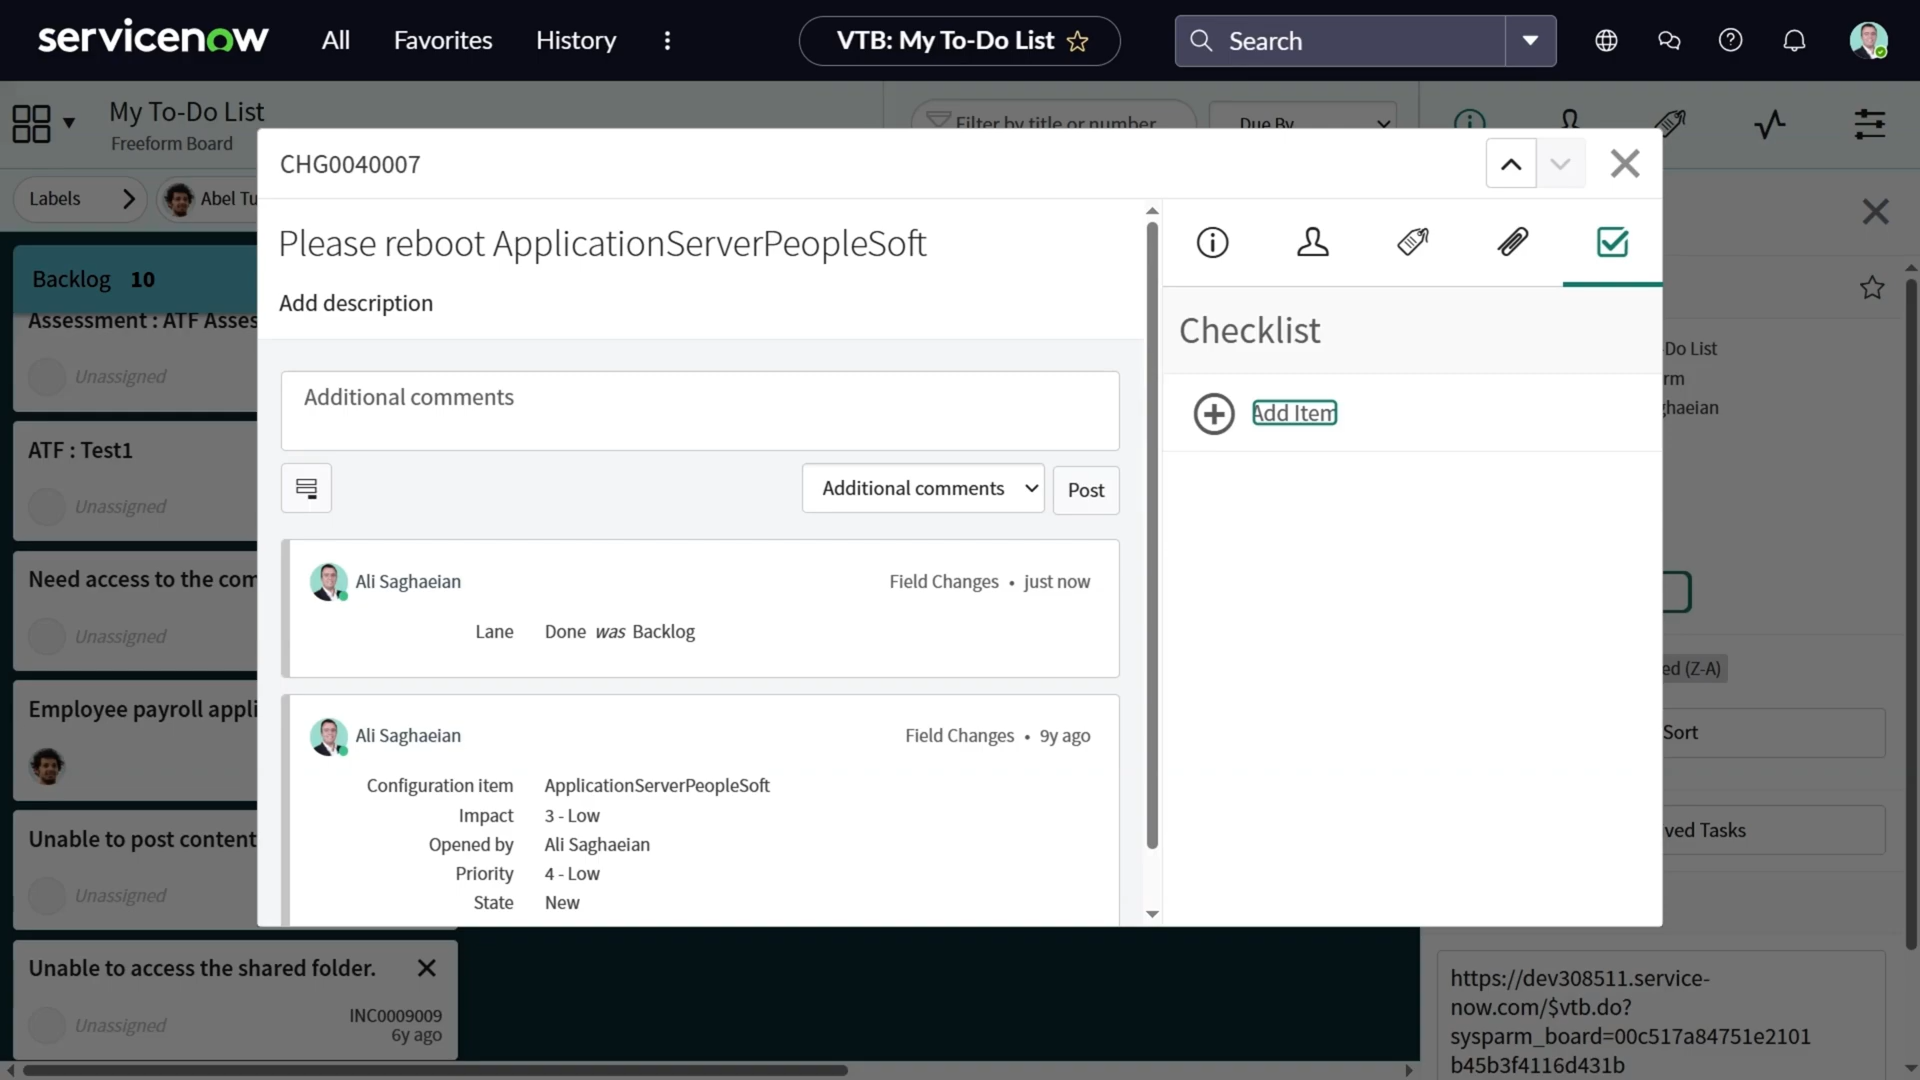 servicenow
All
Favorites
History
VTB: My To-Do List
Search
My To-Do List
Freeform Board
Filter by title or number
Due By
CHG0040007
Labels
Abel Tu
Backlog 10
Assessment : ATF Asses
Unassigned
ATF : Test1
Unassigned
Need access to the com
Unassigned
Employee payroll appli
Unable to post content
Unassigned
Unable to access the shared folder.
Unassigned
INC0009009
6y ago
Please reboot ApplicationServerPeopleSoft
Add description
Additional comments
Additional comments
Post
Ali Saghaeian
Field Changes • just now
Lane Done was Backlog
Ali Saghaeian
Field Changes • 9y ago
Configuration item ApplicationServerPeopleSoft
Impact 3 - Low
Opened by Ali Saghaeian
Priority 4 - Low
State New
Checklist
Add Item
Do List
rm
haeian
ed (Z-A)
Sort
ved Tasks
https://dev308511.service-
now.com/$vtb.do?
sysparm_board=00c517a84751e2101
b45b3f4116d431b